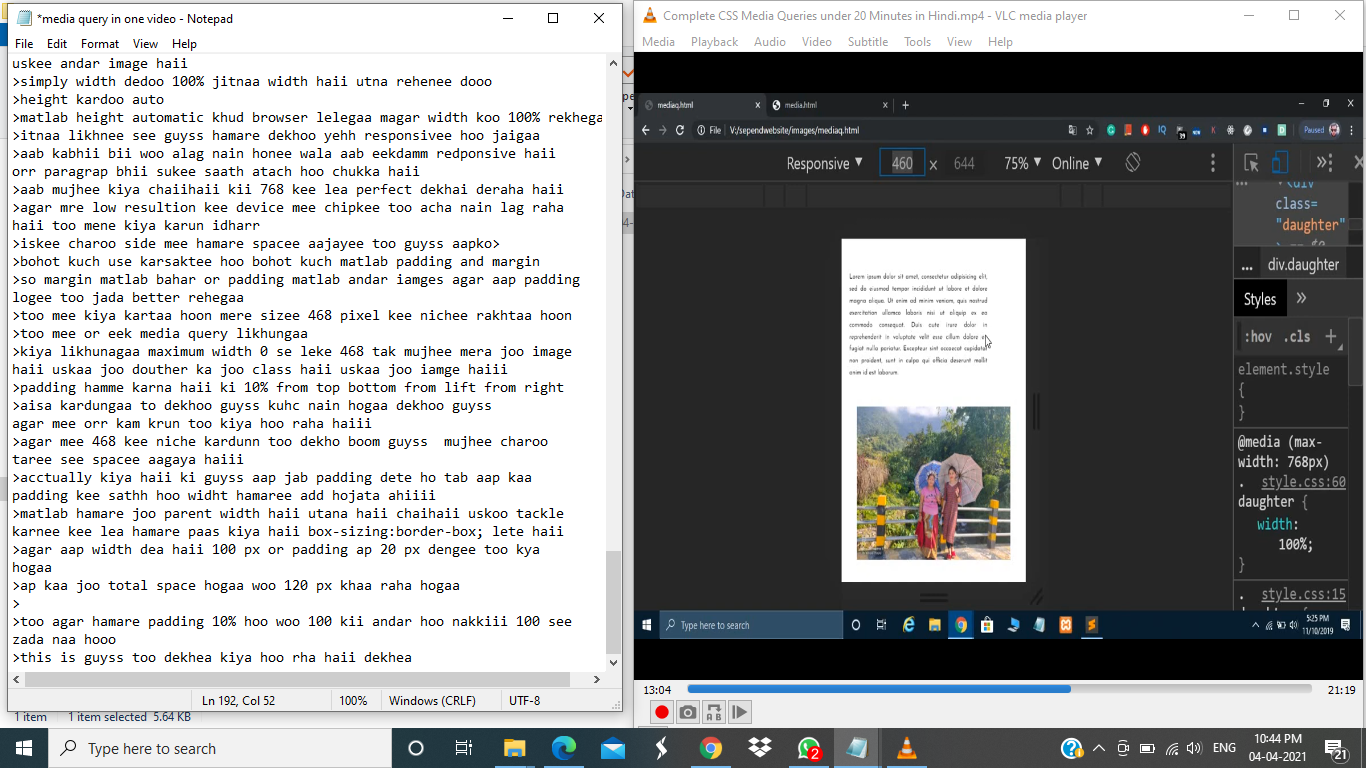 *media query in one video - Notepad
File Edit Format View Help
uskee andar image haii
>simply width dedoo 100% jitnaa width haii utna rehenee dooo
>height kardoo auto
>matlab height automatic khud browser lelegaa magar width koo 100% rekhega
>itnaa likhnee see guyss hamare dekhoo yehh responsivee hoo jaigaa
>aab kabhii bii woo alag nain honee wala aab eekdamm redponsive haii
orr paragrap bhii sukee saath atach hoo chukka haii
>aab mujhee kiya chaiihaii kii 768 kee lea perfect dekhai deraha haii
>agar mre low resultion kee device mee chipkee too acha nain lag raha
haii too mene kiya karun idharr
>iskee charoo side mee hamare spacee aajayee too guyss aapko>
>bohot kuch use karsaktee hoo bohot kuch matlab padding and margin
>so margin matlab bahar or padding matlab andar iamges agar aap padding
logee too jada better rehegaa
>too mee kiya kartaa hoon mere sizee 468 pixel kee nichee rakhtaa hoon
>too mee or eek media query likhungaa
>kiya likhunagaa maximum width 0 se leke 468 tak mujhee mera joo image
haii uskaa joo douther ka joo class haii uskaa joo iamge haiii
>padding hamme karna haii ki 10% from top bottom from lift from right
>aisa kardungaa to dekhoo guyss kuhc nain hogaa dekhoo guyss
agar mee orr kam krun too kiya hoo raha haiii
>agar mee 468 kee niche kardunn too dekho boom guyss  mujhee charoo
taree see spacee aagaya haiii
>acctually kiya haii ki guyss aap jab padding dete ho tab aap kaa
padding kee sathh hoo widht hamaree add hojata ahiiii
>matlab hamare joo parent width haii utana haii chaihaii uskoo tackle
karnee kee lea hamare paas kiya haii box-sizing:border-box; lete haii
>agar aap width dea haii 100 px or padding ap 20 px dengee too kya
hogaa
>ap kaa joo total space hogaa woo 120 px khaa raha hogaa
>
>too agar hamare padding 10% hoo woo 100 kii andar hoo nakkiii 100 see
zada naa hooo
>this is guyss too dekhea kiya hoo rha haii dekhea
Ln 192, Col 52 100% Windows (CRLF) UTF-8
1 item 1 item selected 5.64 KB
Complete CSS Media Queries under 20 Minutes in Hindi.mp4 - VLC media player
Media Playback Audio Video Subtitle Tools View Help
mediaq.html media.html
File V:/sependwebsite/images/mediaq.html Paused
Responsive 460 x 644 75% Online
Lorem ipsum dolor sit amet, consectetur adipisicing elit,
sed do eiusmod tempor incididunt ut labore et dolore
magna aliqua. Ut enim ad minim veniam, quis nostrud
exercitation ullamco laboris nisi ut aliquip ex ea
commodo consequat. Duis aute irure dolor in
reprehenderit in voluptate velit esse cillum dolore
fugiat nulla pariatur. Excepteur sint occaecat cupidatat
non proident, sunt in culpa qui officia deserunt mollit
anim id est laborum.
<div
class=
"daughter"
... div.daughter
Styles
:hov .cls
element.style
{
}
@media (max-
width: 768px)
. style.css:60
daughter {
width:
100%;
}
. style.css:15
Type here to search
5:25 PM
11/10/2019
13:04 21:19
Type here to search
ENG
10:44 PM
04-04-2021
21
2